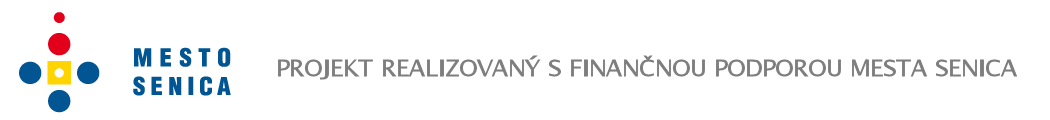 MESTO
SENICA
PROJEKT REALIZOVANÝ S FINANČNOU PODPOROU MESTA SENICA